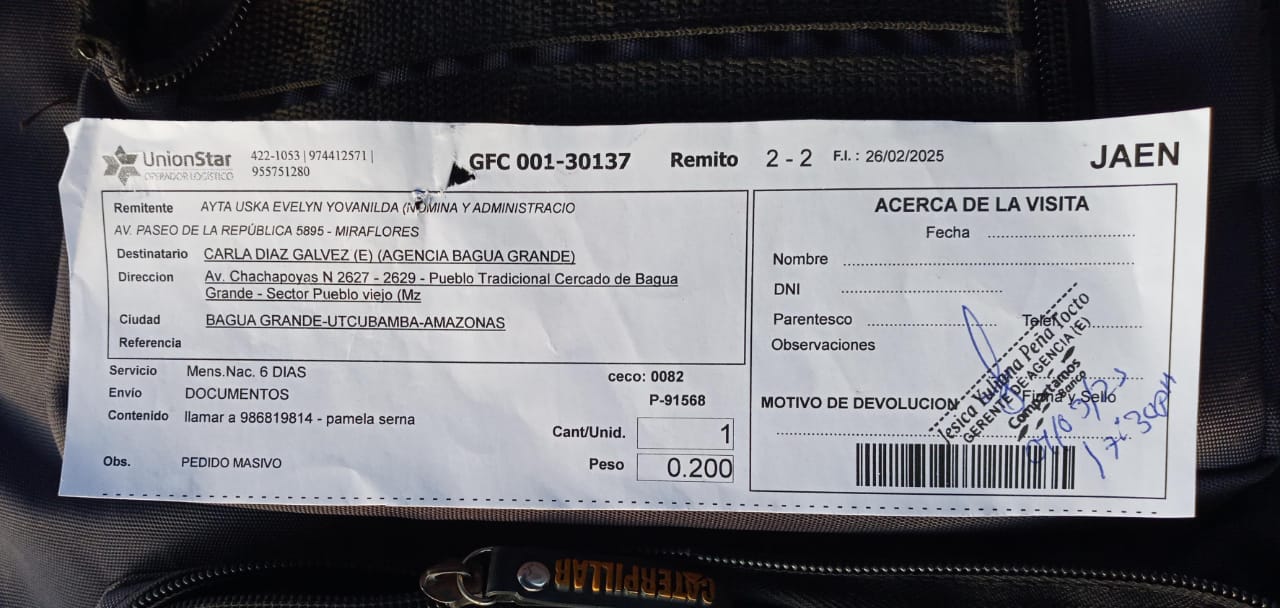 UnionStar
OPERADOR LOGÍSTICO
422-1053 | 974412571 |
955751280
GFC 001-30137 Remito 2 - 2 F.I. : 26/02/2025 JAEN
Remitente AYTA USKA EVELYN YOVANILDA (NOMINA Y ADMINISTRACIO
AV. PASEO DE LA REPÚBLICA 5895 - MIRAFLORES
Destinatario CARLA DIAZ GALVEZ (E) (AGENCIA BAGUA GRANDE)
Direccion Av. Chachapoyas N 2627 - 2629 - Pueblo Tradicional Cercado de Bagua
Grande - Sector Pueblo viejo (Mz
Ciudad BAGUA GRANDE-UTCUBAMBA-AMAZONAS
Referencia
Servicio Mens.Nac. 6 DIAS
ceco: 0082
Envío DOCUMENTOS
P-91568
Contenido llamar a 986819814 - pamela serna
Cant/Unid. 1
Obs. PEDIDO MASIVO
Peso 0.200
ACERCA DE LA VISITA
Fecha
Nombre
DNI
Parentesco
Observaciones
MOTIVO DE DEVOLUCION
Firma y Sello
Jesica Yuliana Peña Tocto
GERENTE DE AGENCIA (E)
Compartamos
Banco
CATERPILLAR